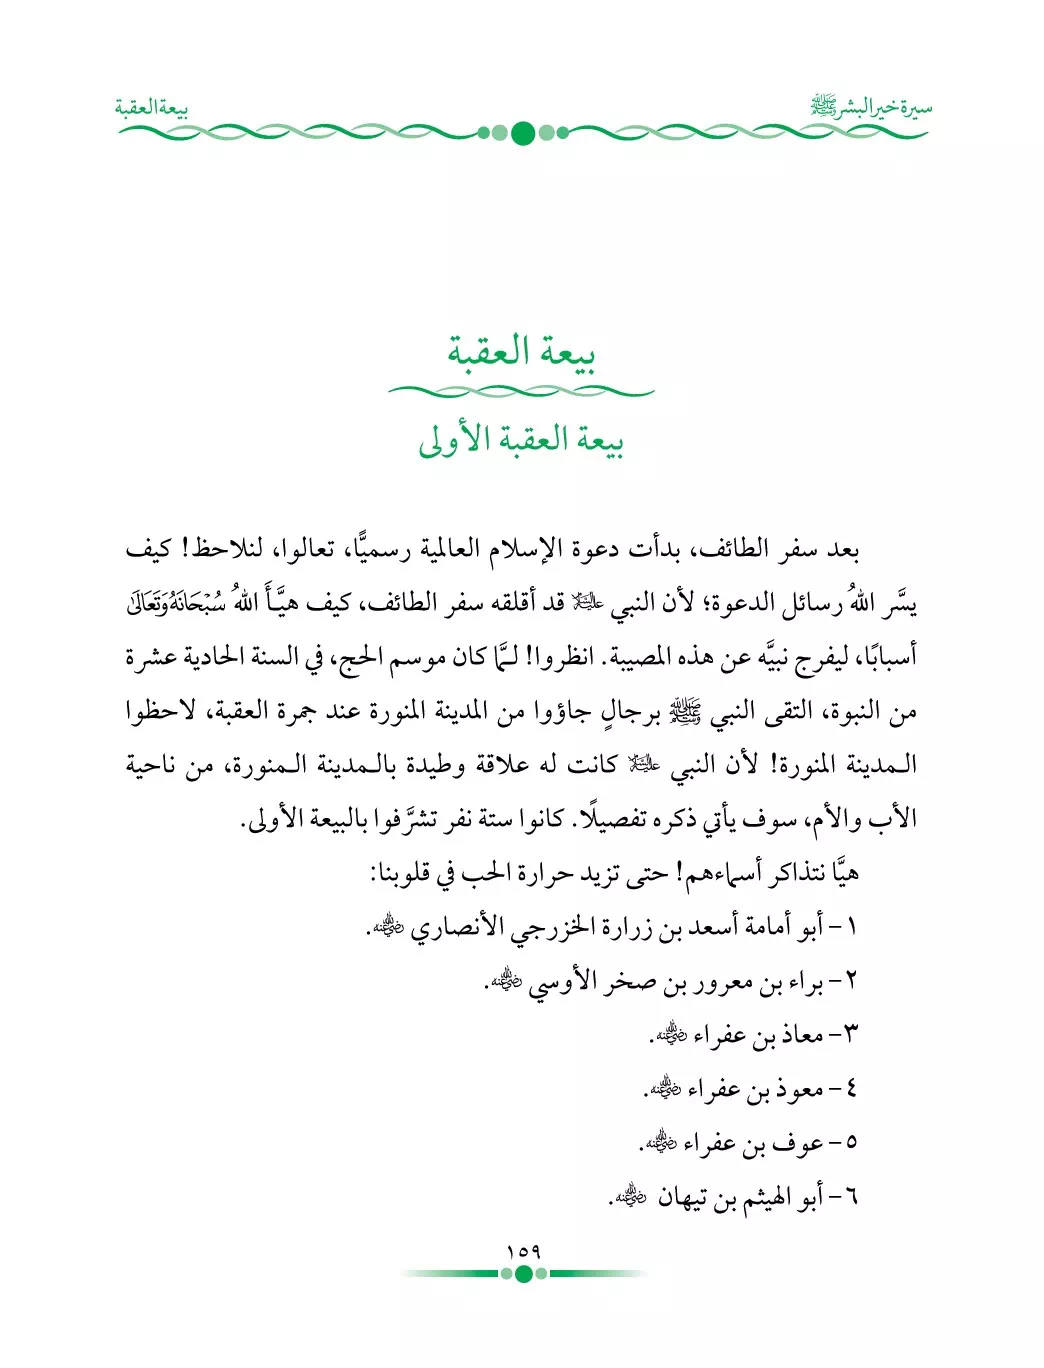 سيرة خير البشر ﷺ
بيعة العقبة
بيعة العقبة
بيعة العقبة الأولى
بعد سفر الطائف، بدأت دعوة الإسلام العالمية رسميًّا، تعالوا، لنلاحظ! كيف
يسَّر اللهُ رسائل الدعوة؛ لأن النبي عليه السلام قد أقلقه سفر الطائف، كيف هيَّأَ اللهُ سُبْحَانَهُ وَتَعَالَىٰ
أسبابًا، ليفرج نبيَّه عن هذه المصيبة. انظروا! لـمَّا كان موسم الحج، في السنة الحادية عشرة
من النبوة، التقى النبي ﷺ برجالٍ جاؤوا من المدينة المنورة عند جمرة العقبة، لاحظوا
الـمدينة المنورة! لأن النبي عليه السلام كانت له علاقة وطيدة بالـمدينة الـمنورة، من ناحية
الأب والأم، سوف يأتي ذكره تفصيلًا. كانوا ستة نفر تشرَّفوا بالبيعة الأولى.
هيَّا نتذاكر أسماءهم! حتى تزيد حرارة الحب في قلوبنا:
١- أبو أمامة أسعد بن زرارة الخزرجي الأنصاري رضي الله عنه.
٢- براء بن معرور بن صخر الأوسي رضي الله عنه.
٣- معاذ بن عفراء رضي الله عنه.
٤- معوذ بن عفراء رضي الله عنه.
٥- عوف بن عفراء رضي الله عنه.
٦- أبو الهيثم بن تيهان رضي الله عنه.
١٥٩